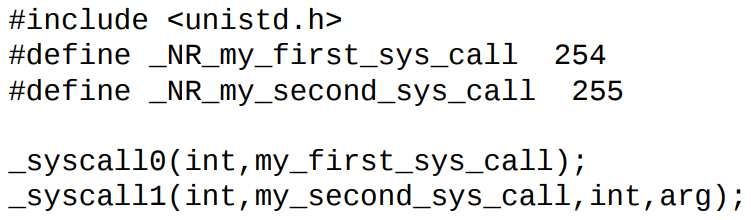 #include <unistd.h>
#define _NR_my_first_sys_call  254
#define _NR_my_second_sys_call  255

_syscall0(int,my_first_sys_call);
_syscall1(int,my_second_sys_call,int,arg);